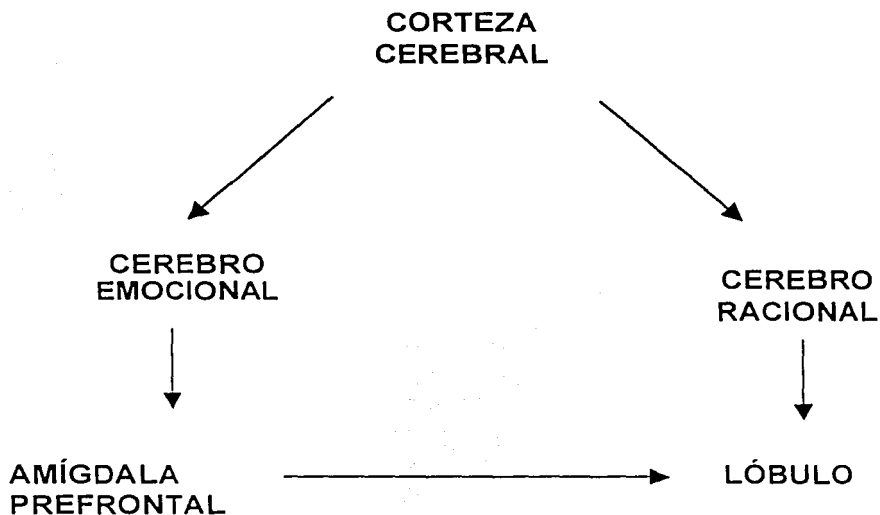 CORTEZA
CEREBRAL
CEREBRO
EMOCIONAL
CEREBRO
RACIONAL
AMÍGDALA
PREFRONTAL
LÓBULO